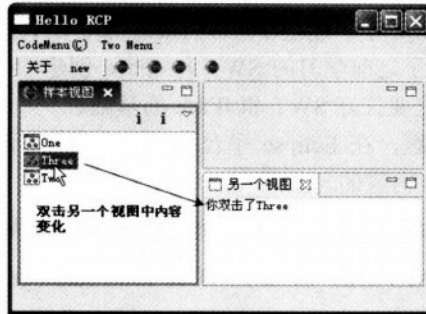 Hello RCP
CodeMenu(C) Two Menu
关于 new
样本视图
i i
One
Three
Tw
双击另一个视图中内容
变化
另一个视图
你双击了Three